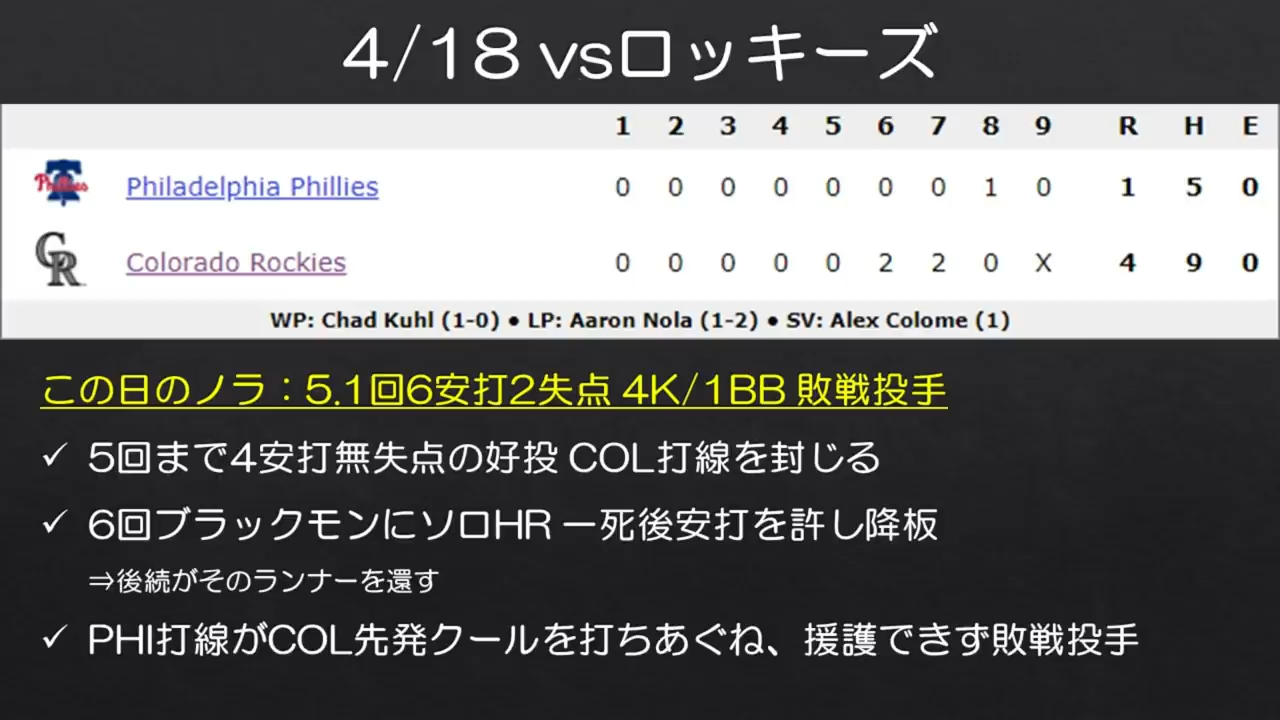 4/18 vsロッキーズ
1 2 3 4 5 6 7 8 9 R H E
Phillies Philadelphia Phillies 0 0 0 0 0 0 0 1 0 1 5 0
CR Colorado Rockies 0 0 0 0 0 2 2 0 X 4 9 0
WP: Chad Kuhl (1-0) ● LP: Aaron Nola (1-2) ● SV: Alex Colome (1)
この日のノラ：5.1回6安打2失点 4K/1BB 敗戦投手
✓ 5回まで4安打無失点の好投 COL打線を封じる
✓ 6回ブラックモンにソロHR 一死後安打を許し降板
⇒後続がそのランナーを還す
✓ PHI打線がCOL先発クールを打ちあぐね、援護できず敗戦投手